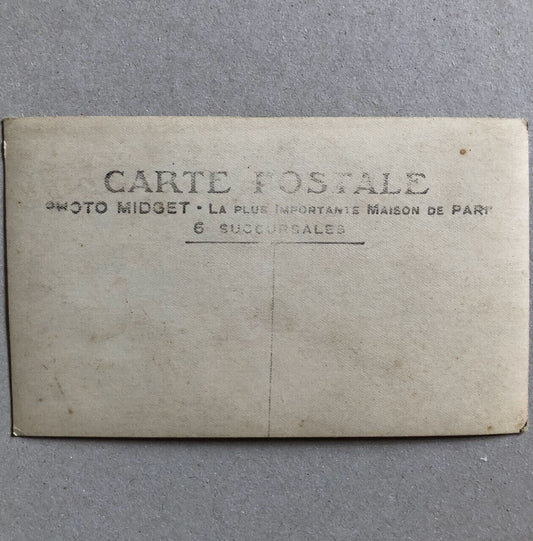 CARTE POSTALE
PHOTO MIDGET · LA PLUS IMPORTANTE MAISON DE PARI
6 SUCCURSALES